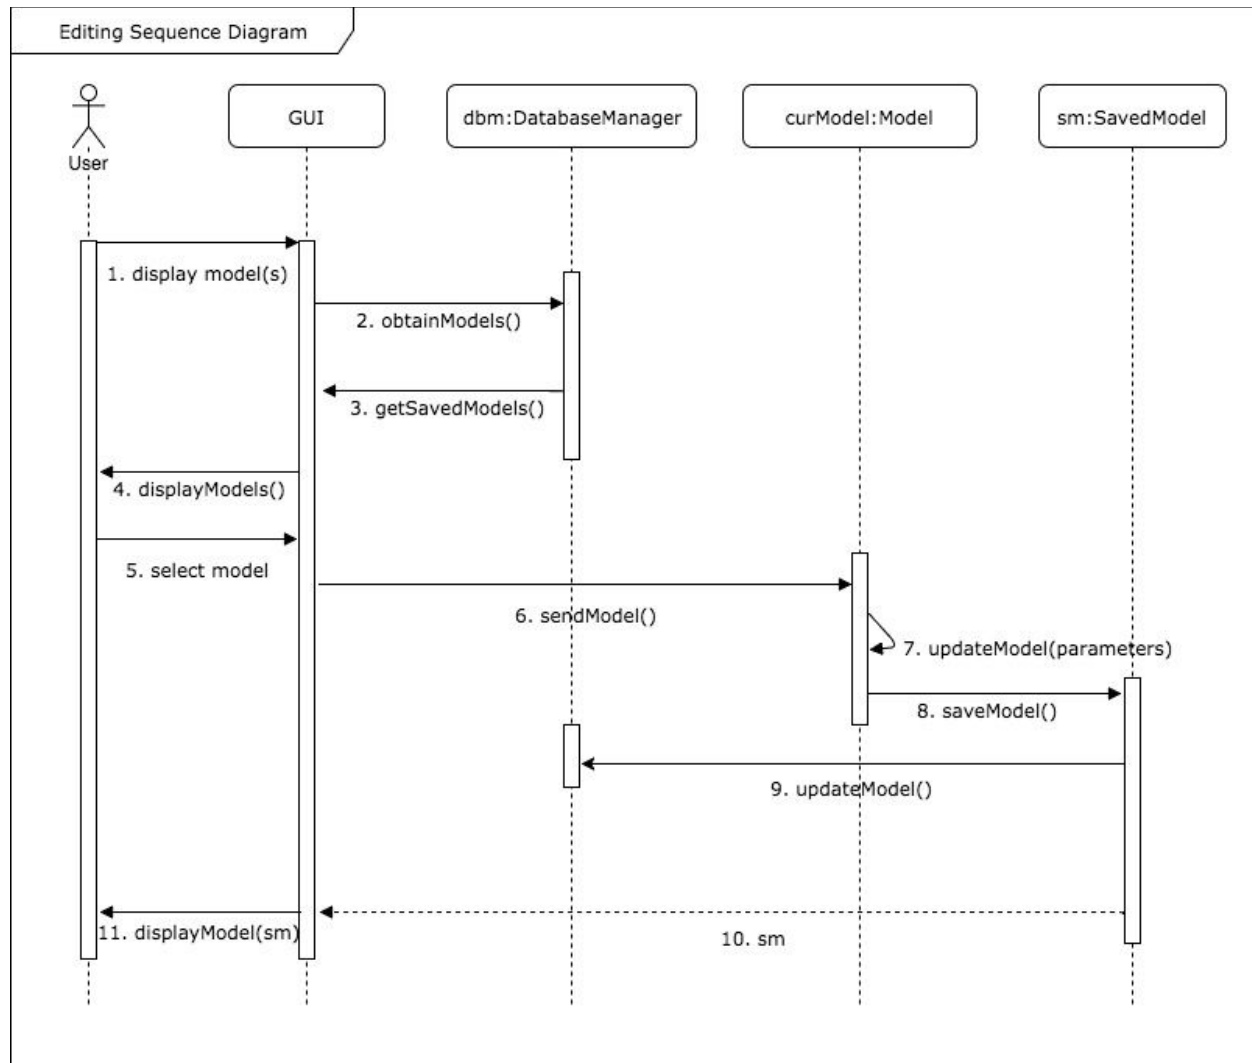 Editing Sequence Diagram
User
GUI
dbm:DatabaseManager
curModel:Model
sm:SavedModel
1. display model(s)
2. obtainModels()
3. getSavedModels()
4. displayModels()
5. select model
6. sendModel()
7. updateModel(parameters)
8. saveModel()
9. updateModel()
10. sm
11. displayModel(sm)